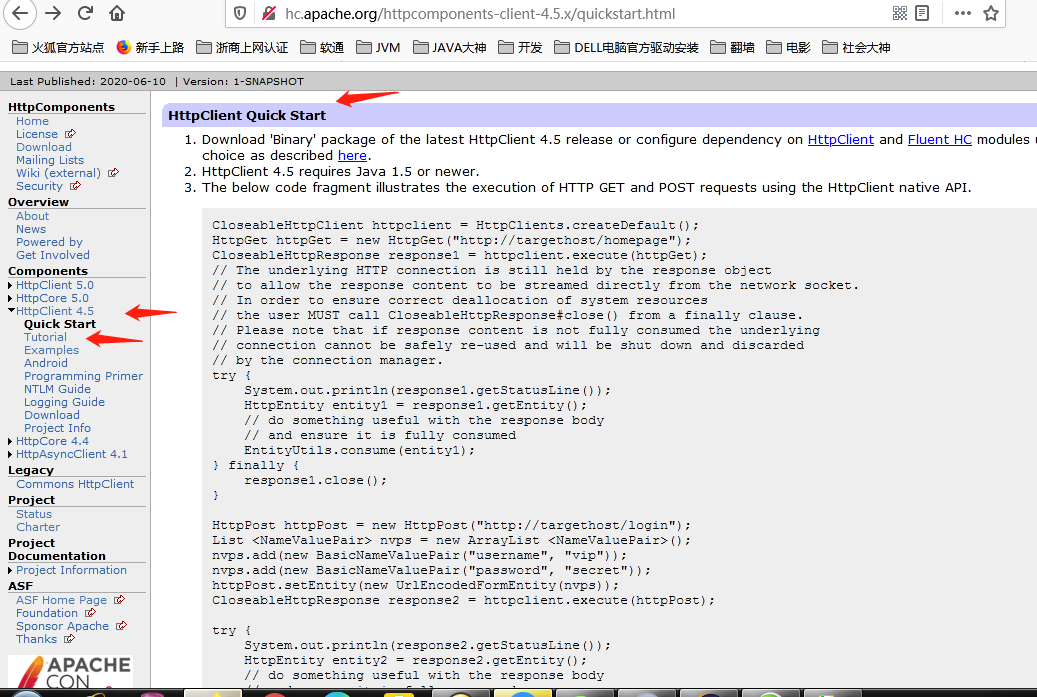 hc.apache.org/httpcomponents-client-4.5.x/quickstart.html
火狐官方站点 新手上路 浙商上网认证 软通 JVM JAVA大神 开发 DELL电脑官方驱动安装 翻墙 电影 社会大神
Last Published: 2020-06-10 | Version: 1-SNAPSHOT
HttpComponents
Home
License
Download
Mailing Lists
Wiki (external)
Security
Overview
About
News
Powered by
Get Involved
Components
HttpClient 5.0
HttpCore 5.0
HttpClient 4.5
Quick Start
Tutorial
Examples
Android
Programming Primer
NTLM Guide
Logging Guide
Download
Project Info
HttpCore 4.4
HttpAsyncClient 4.1
Legacy
Commons HttpClient
Project
Status
Charter
Project
Documentation
Project Information
ASF
ASF Home Page
Foundation
Sponsor Apache
Thanks
APACHE
CON
HttpClient Quick Start
1. Download 'Binary' package of the latest HttpClient 4.5 release or configure dependency on HttpClient and Fluent HC modules
choice as described here.
2. HttpClient 4.5 requires Java 1.5 or newer.
3. The below code fragment illustrates the execution of HTTP GET and POST requests using the HttpClient native API.
CloseableHttpClient httpclient = HttpClients.createDefault();
HttpGet httpGet = new HttpGet("http://targethost/homepage");
CloseableHttpResponse response1 = httpclient.execute(httpGet);
// The underlying HTTP connection is still held by the response object
// to allow the response content to be streamed directly from the network socket.
// In order to ensure correct deallocation of system resources
// the user MUST call CloseableHttpResponse#close() from a finally clause.
// Please note that if response content is not fully consumed the underlying
// connection cannot be safely re-used and will be shut down and discarded
// by the connection manager.
try {
    System.out.println(response1.getStatusLine());
    HttpEntity entity1 = response1.getEntity();
    // do something useful with the response body
    // and ensure it is fully consumed
    EntityUtils.consume(entity1);
} finally {
    response1.close();
}
HttpPost httpPost = new HttpPost("http://targethost/login");
List <NameValuePair> nvps = new ArrayList <NameValuePair>();
nvps.add(new BasicNameValuePair("username", "vip"));
nvps.add(new BasicNameValuePair("password", "secret"));
httpPost.setEntity(new UrlEncodedFormEntity(nvps));
CloseableHttpResponse response2 = httpclient.execute(httpPost);
try {
    System.out.println(response2.getStatusLine());
    HttpEntity entity2 = response2.getEntity();
    // do something useful with the response body